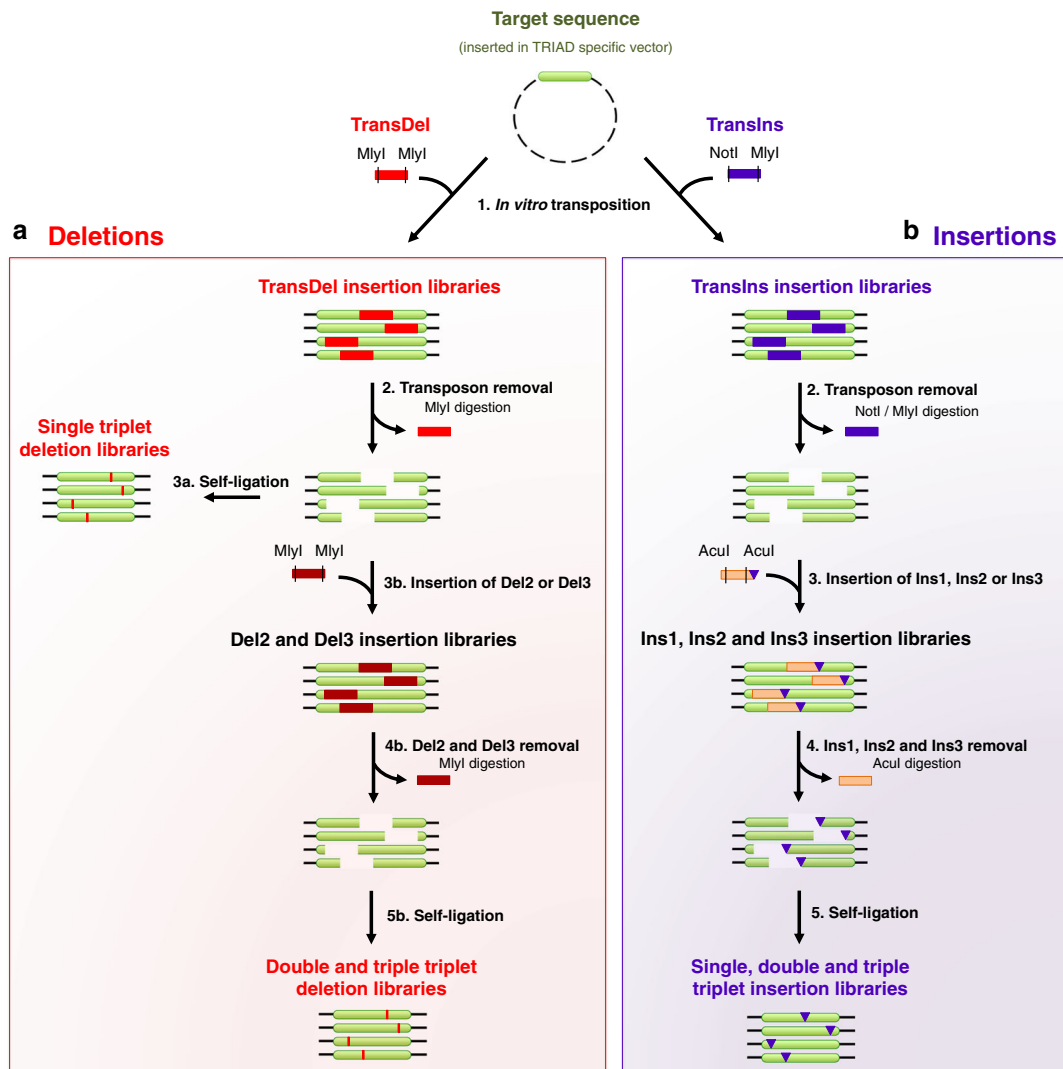 Target sequence
(inserted in TRIAD specific vector)
TransDel
MlyI MlyI
TransIns
NotI MlyI
1. In vitro transposition
a Deletions
b Insertions
TransDel insertion libraries
2. Transposon removal
MlyI digestion
Single triplet
deletion libraries
3a. Self-ligation
MlyI MlyI
3b. Insertion of Del2 or Del3
Del2 and Del3 insertion libraries
4b. Del2 and Del3 removal
MlyI digestion
5b. Self-ligation
Double and triple triplet
deletion libraries
TransIns insertion libraries
2. Transposon removal
NotI / MlyI digestion
AcuI AcuI
3. Insertion of Ins1, Ins2 or Ins3
Ins1, Ins2 and Ins3 insertion libraries
4. Ins1, Ins2 and Ins3 removal
AcuI digestion
5. Self-ligation
Single, double and triple
triplet insertion libraries